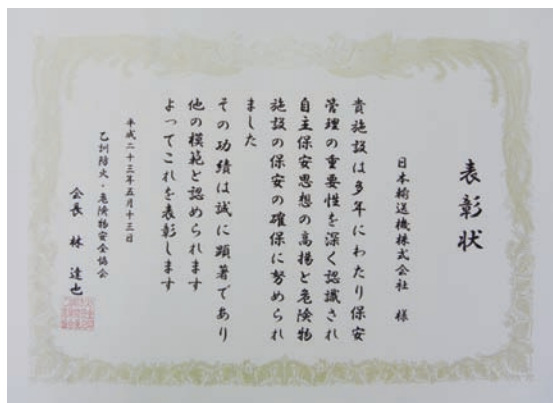 表彰状
日本輸送機株式会社 様
貴施設は多年にわたり保安
管理の重要性を深く認識され
自主保安思想の高揚と危険物
施設の保安の確保に努められ
ました
その功績は誠に顕著であり
他の模範と認められます
よってこれを表彰します
平成二十三年五月十三日
乙訓防火・危険物安全協会
会長 林 達也